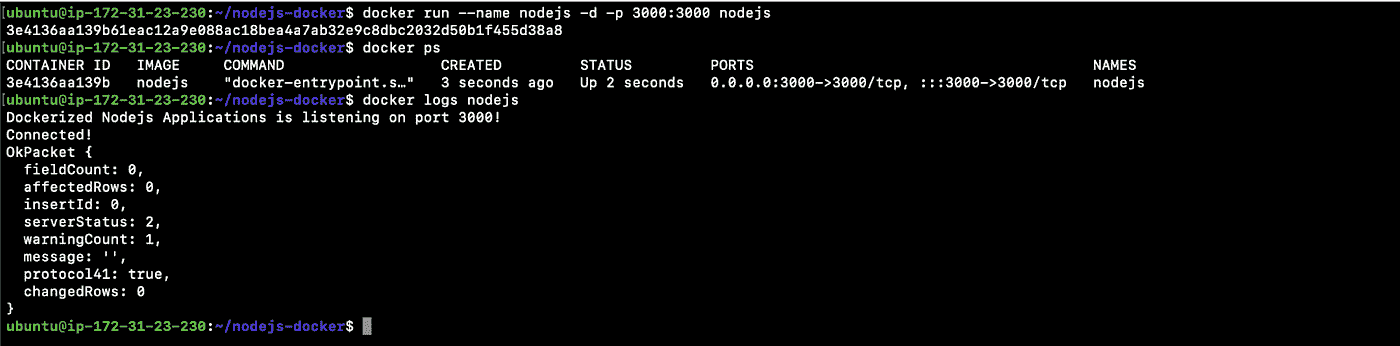 [ubuntu@ip-172-31-23-230:~/nodejs-docker$ docker run --name nodejs -d -p 3000:3000 nodejs
3e4136aa139b61eac12a9e088ac18bea4a7ab32e9c8dbc2032d50b1f455d38a8
[ubuntu@ip-172-31-23-230:~/nodejs-docker$ docker ps
CONTAINER ID   IMAGE     COMMAND                  CREATED         STATUS         PORTS                                       NAMES
3e4136aa139b   nodejs    "docker-entrypoint.s…"   3 seconds ago   Up 2 seconds   0.0.0.0:3000->3000/tcp, :::3000->3000/tcp   nodejs
[ubuntu@ip-172-31-23-230:~/nodejs-docker$ docker logs nodejs
Dockerized Nodejs Applications is listening on port 3000!
Connected!
OkPacket {
  fieldCount: 0,
  affectedRows: 0,
  insertId: 0,
  serverStatus: 2,
  warningCount: 1,
  message: '',
  protocol41: true,
  changedRows: 0
}
ubuntu@ip-172-31-23-230:~/nodejs-docker$